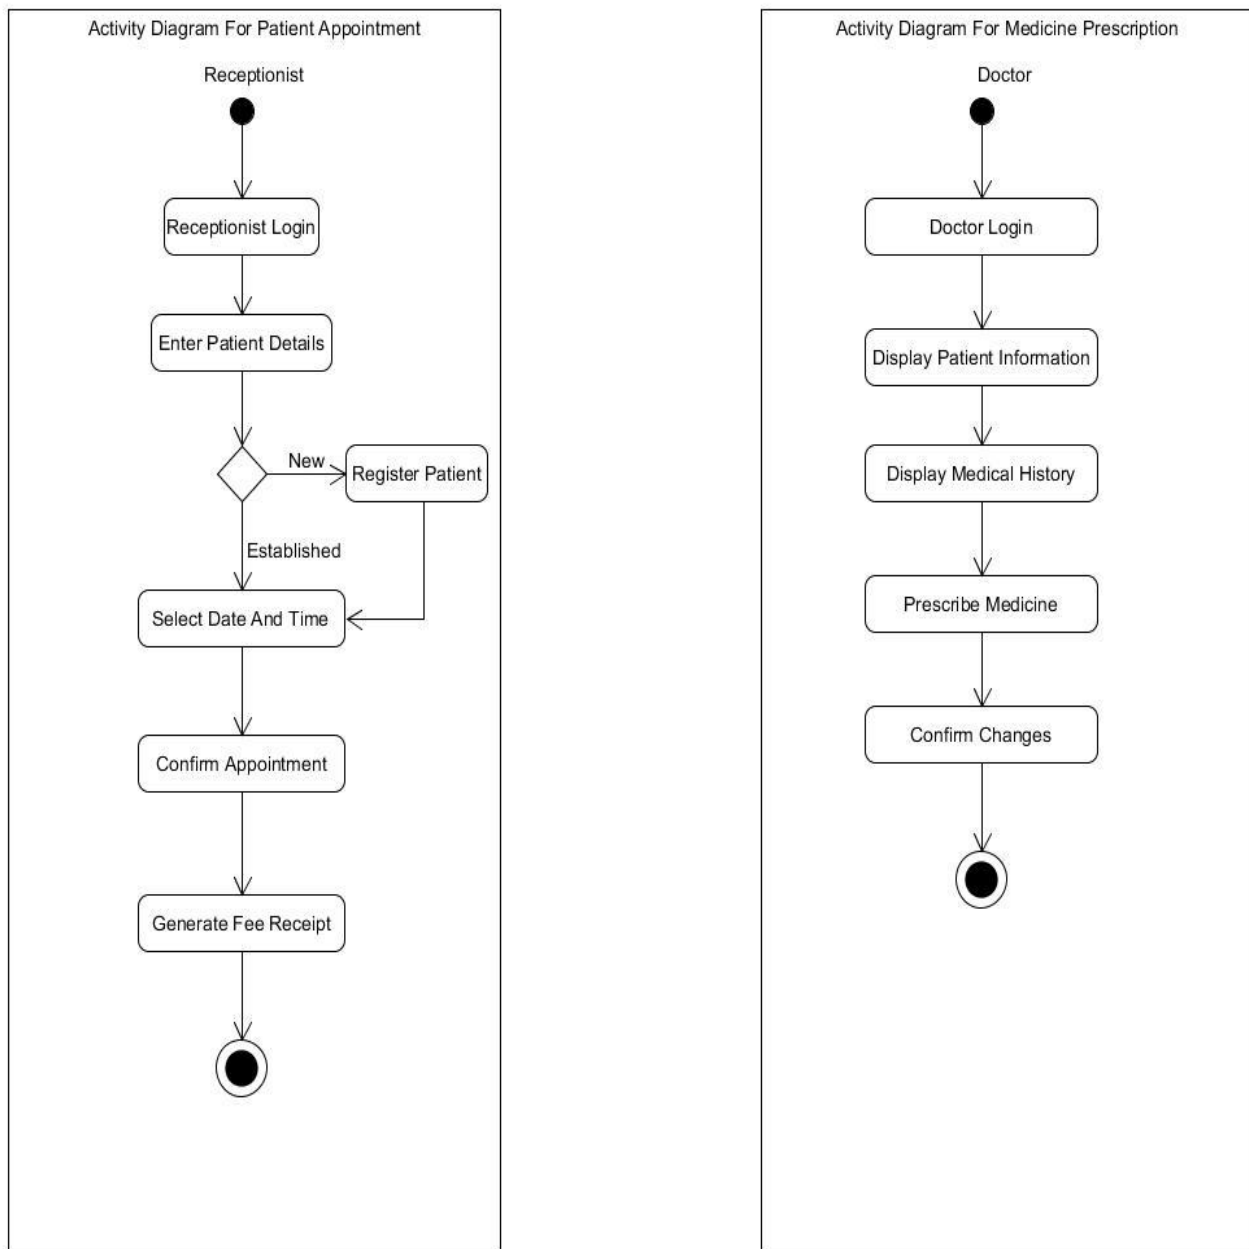 Activity Diagram For Patient Appointment
Receptionist
Receptionist Login
Enter Patient Details
New
Register Patient
Established
Select Date And Time
Confirm Appointment
Generate Fee Receipt
Activity Diagram For Medicine Prescription
Doctor
Doctor Login
Display Patient Information
Display Medical History
Prescribe Medicine
Confirm Changes